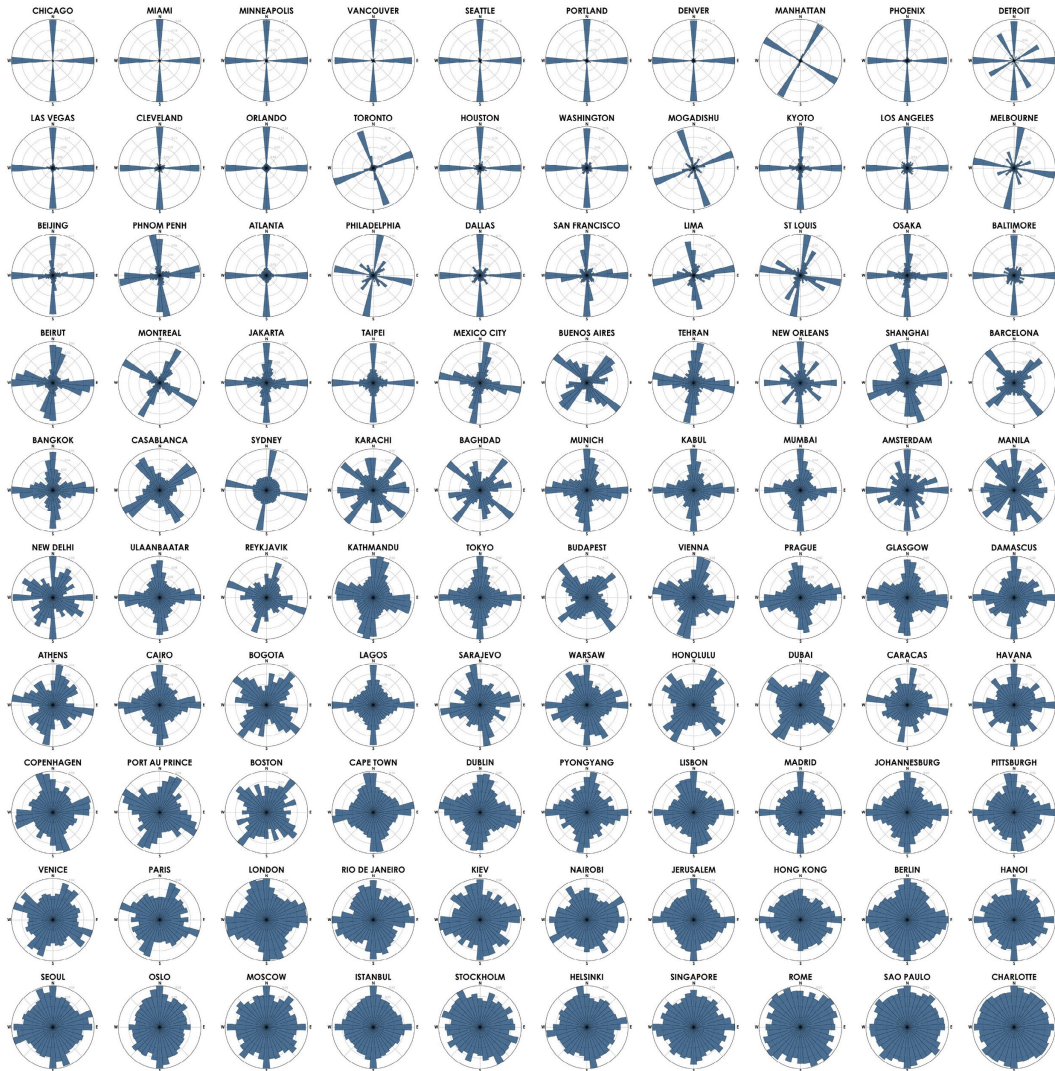 CHICAGO MIAMI MINNEAPOLIS VANCOUVER SEATTLE PORTLAND DENVER MANHATTAN PHOENIX DETROIT
N N N N N N N N N N
W E W E W E W E W E W E W E W E W E W E
S S S S S S S S S S
LAS VEGAS CLEVELAND ORLANDO TORONTO HOUSTON WASHINGTON MOGADISHU KYOTO LOS ANGELES MELBOURNE
N N N N N N N N N N
W E W E W E W E W E W E W E W E W E W E
S S S S S S S S S S
BEIJING PHNOM PENH ATLANTA PHILADELPHIA DALLAS SAN FRANCISCO LIMA ST LOUIS OSAKA BALTIMORE
N N N N N N N N N N
W E W E W E W E W E W E W E W E W E W E
S S S S S S S S S S
BEIRUT MONTREAL JAKARTA TAIPEI MEXICO CITY BUENOS AIRES TEHRAN NEW ORLEANS SHANGHAI BARCELONA
N N N N N N N N N N
W E W E W E W E W E W E W E W E W E W E
S S S S S S S S S S
BANGKOK CASABLANCA SYDNEY KARACHI BAGHDAD MUNICH KABUL MUMBAI AMSTERDAM MANILA
N N N N N N N N N N
W E W E W E W E W E W E W E W E W E W E
S S S S S S S S S S
NEW DELHI ULAANBAATAR REYKJAVIK KATHMANDU TOKYO BUDAPEST VIENNA PRAGUE GLASGOW DAMASCUS
N N N N N N N N N N
W E W E W E W E W E W E W E W E W E W E
S S S S S S S S S S
ATHENS CAIRO BOGOTA LAGOS SARAJEVO WARSAW HONOLULU DUBAI CARACAS HAVANA
N N N N N N N N N N
W E W E W E W E W E W E W E W E W E W E
S S S S S S S S S S
COPENHAGEN PORT AU PRINCE BOSTON CAPE TOWN DUBLIN PYONGYANG LISBON MADRID JOHANNESBURG PITTSBURGH
N N N N N N N N N N
W E W E W E W E W E W E W E W E W E W E
S S S S S S S S S S
VENICE PARIS LONDON RIO DE JANEIRO KIEV NAIROBI JERUSALEM HONG KONG BERLIN HANOI
N N N N N N N N N N
W E W E W E W E W E W E W E W E W E W E
S S S S S S S S S S
SEOUL OSLO MOSCOW ISTANBUL STOCKHOLM HELSINKI SINGAPORE ROME SAO PAULO CHARLOTTE
N N N N N N N N N N
W E W E W E W E W E W E W E W E W E W E
S S S S S S S S S S